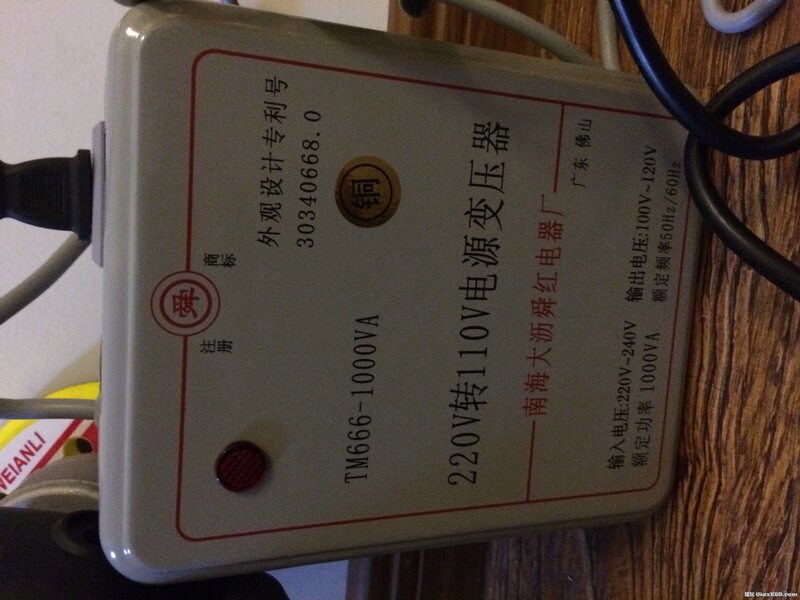 注册
舜
商标
外观设计专利号
30340668.0
铜
TM666-1000VA
220V转110V电源变压器
南海大沥舜红电器厂
广东 佛山
输入电压:220V~240V 输出电压:100V~120V
额定功率 1000VA 额定频率50Hz/60Hz
WEIANLI